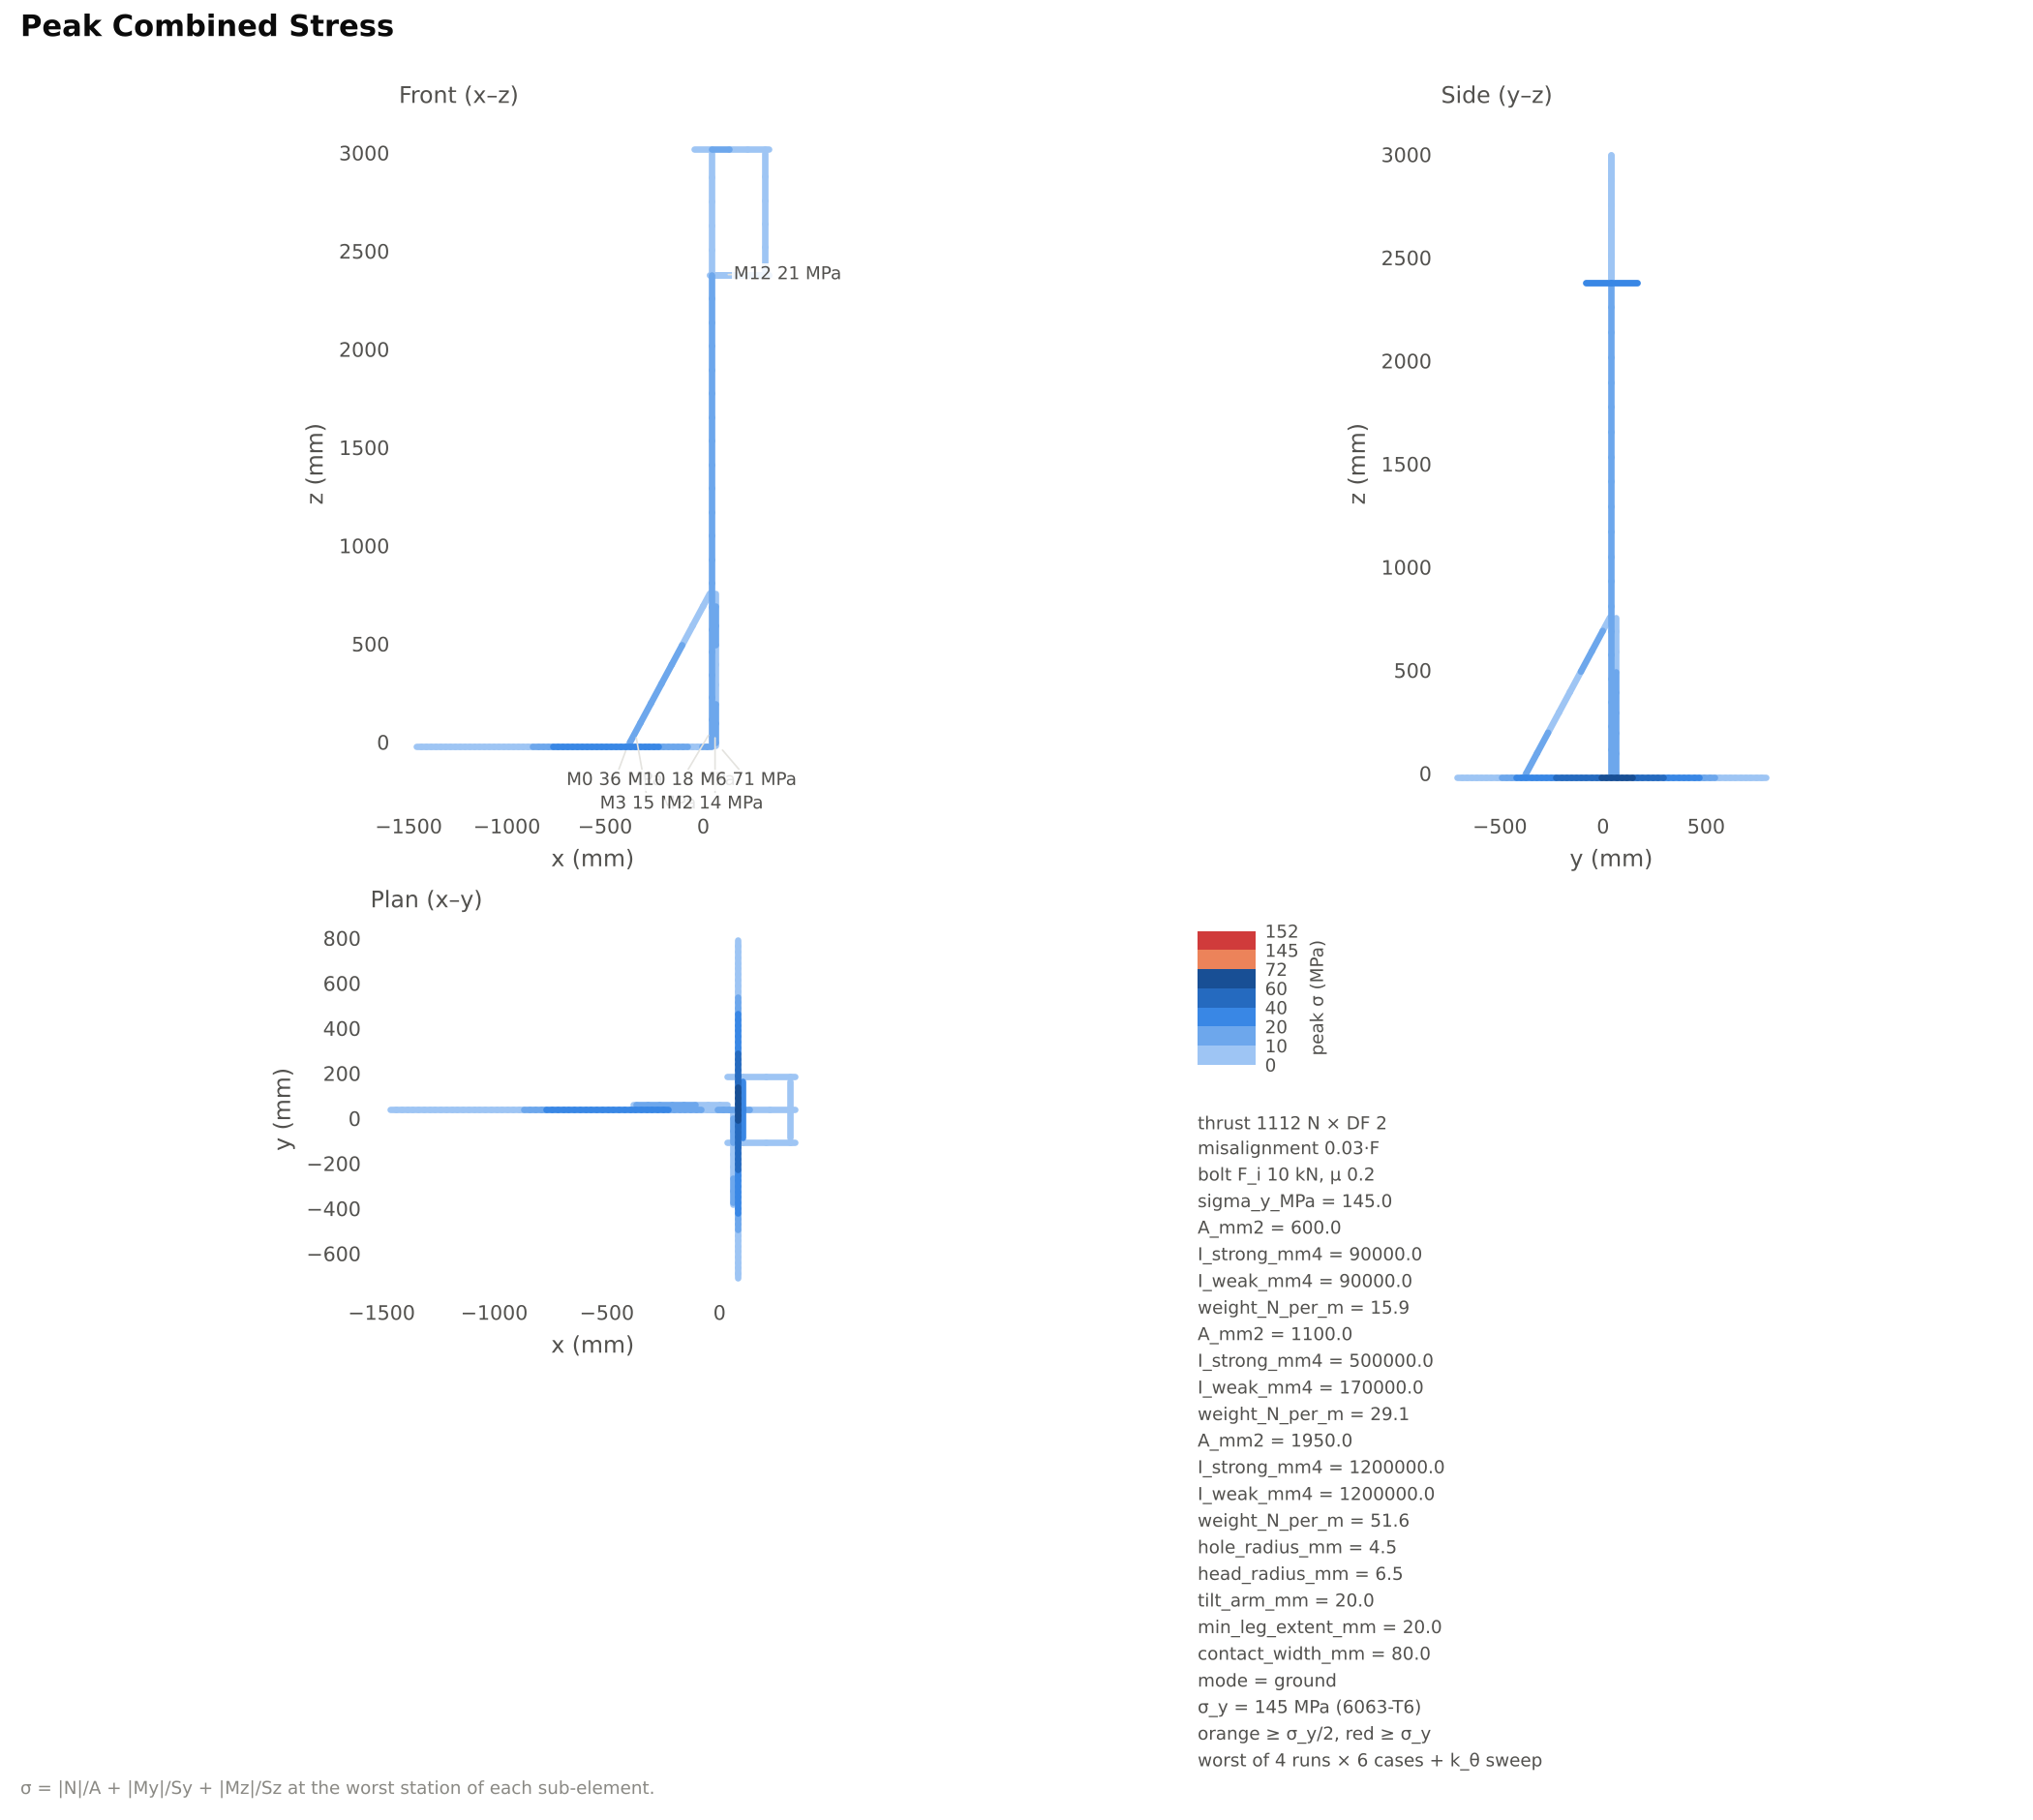 Peak Combined Stress
Front (x–z)
3000
2500
2000
1500
1000
500
0
z (mm)
M12 21 MPa
M0 36
M10 18
M6 71 MPa
M3 15
M2 14 MPa
−1500
−1000
−500
0
x (mm)
Side (y–z)
3000
2500
2000
1500
1000
500
0
z (mm)
−500
0
500
y (mm)
Plan (x–y)
800
600
400
200
0
−200
−400
−600
y (mm)
−1500
−1000
−500
0
x (mm)
152
145
72
60
40
20
10
0
peak σ (MPa)
thrust 1112 N × DF 2
misalignment 0.03·F
bolt F_i 10 kN, μ 0.2
sigma_y_MPa = 145.0
A_mm2 = 600.0
I_strong_mm4 = 90000.0
I_weak_mm4 = 90000.0
weight_N_per_m = 15.9
A_mm2 = 1100.0
I_strong_mm4 = 500000.0
I_weak_mm4 = 170000.0
weight_N_per_m = 29.1
A_mm2 = 1950.0
I_strong_mm4 = 1200000.0
I_weak_mm4 = 1200000.0
weight_N_per_m = 51.6
hole_radius_mm = 4.5
head_radius_mm = 6.5
tilt_arm_mm = 20.0
min_leg_extent_mm = 20.0
contact_width_mm = 80.0
mode = ground
σ_y = 145 MPa (6063-T6)
orange ≥ σ_y/2, red ≥ σ_y
worst of 4 runs × 6 cases + k_θ sweep
σ = |N|/A + |My|/Sy + |Mz|/Sz at the worst station of each sub-element.